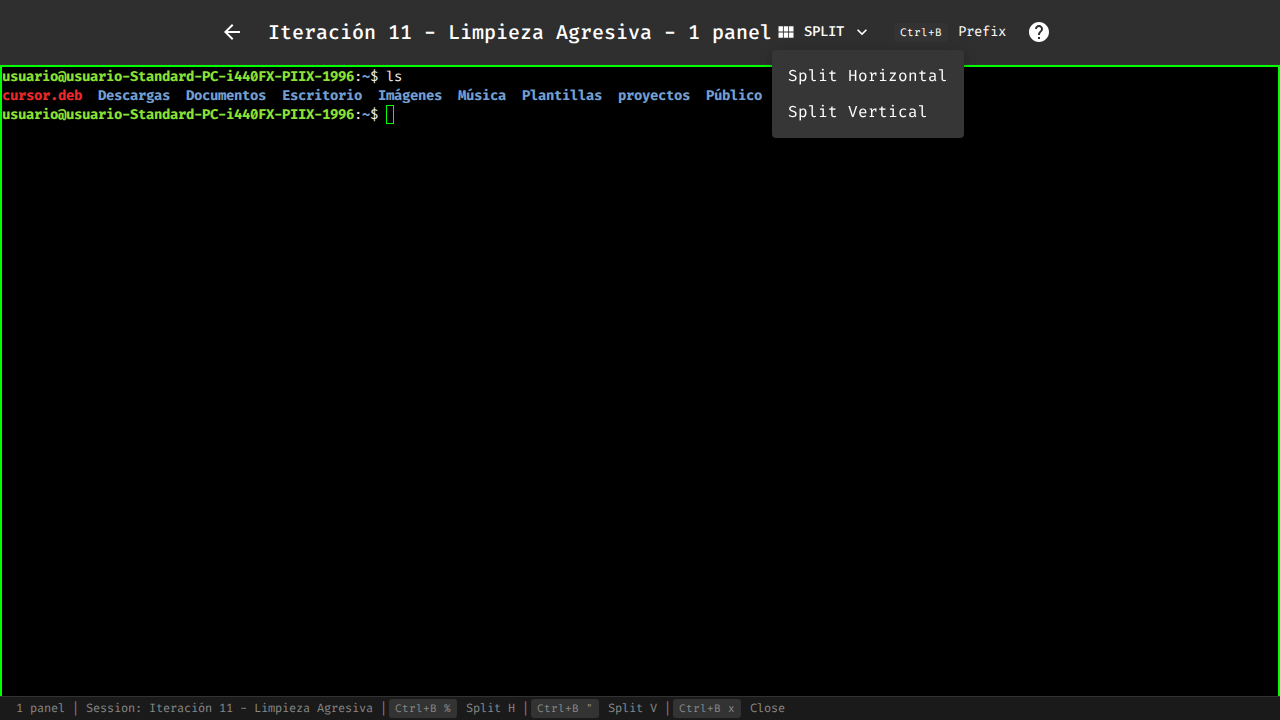 Iteración 11 - Limpieza Agresiva - 1 panel SPLIT Ctrl+B Prefix ?
Split Horizontal
Split Vertical
usuario@usuario-Standard-PC-i440FX-PIIX-1996:~$ ls
cursor.deb Descargas Documentos Escritorio Imágenes Música Plantillas proyectos Público
usuario@usuario-Standard-PC-i440FX-PIIX-1996:~$
1 panel | Session: Iteración 11 - Limpieza Agresiva | Ctrl+B % Split H | Ctrl+B " Split V | Ctrl+B x Close